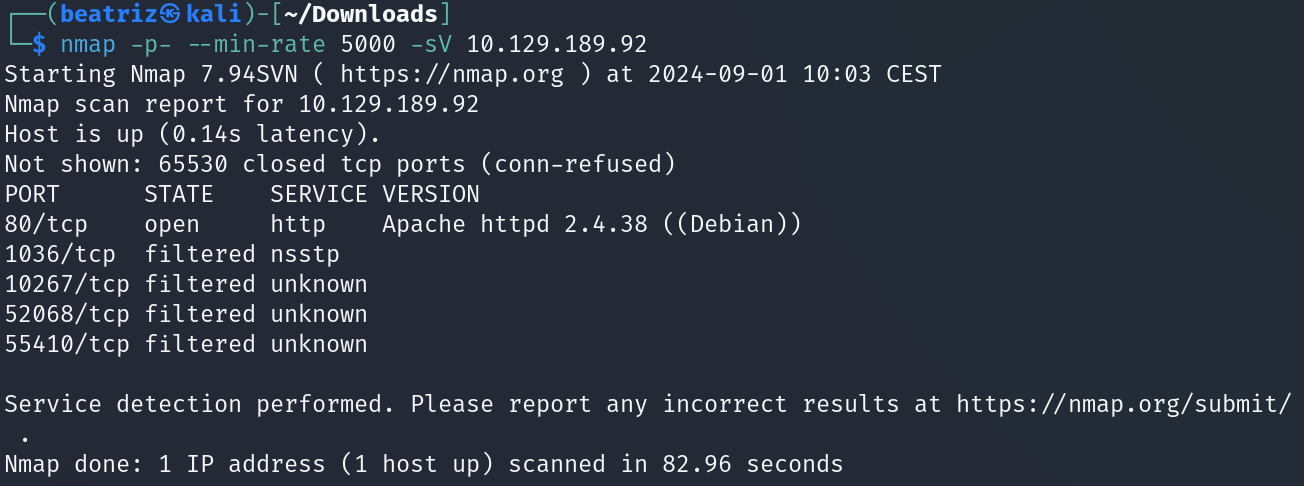 ┌──(beatriz㉿kali)-[~/Downloads]
└─$ nmap -p- --min-rate 5000 -sV 10.129.189.92
Starting Nmap 7.94SVN ( https://nmap.org ) at 2024-09-01 10:03 CEST
Nmap scan report for 10.129.189.92
Host is up (0.14s latency).
Not shown: 65530 closed tcp ports (conn-refused)
PORT      STATE    SERVICE VERSION
80/tcp    open     http    Apache httpd 2.4.38 ((Debian))
1036/tcp  filtered nsstp
10267/tcp filtered unknown
52068/tcp filtered unknown
55410/tcp filtered unknown

Service detection performed. Please report any incorrect results at https://nmap.org/submit/
 .
Nmap done: 1 IP address (1 host up) scanned in 82.96 seconds